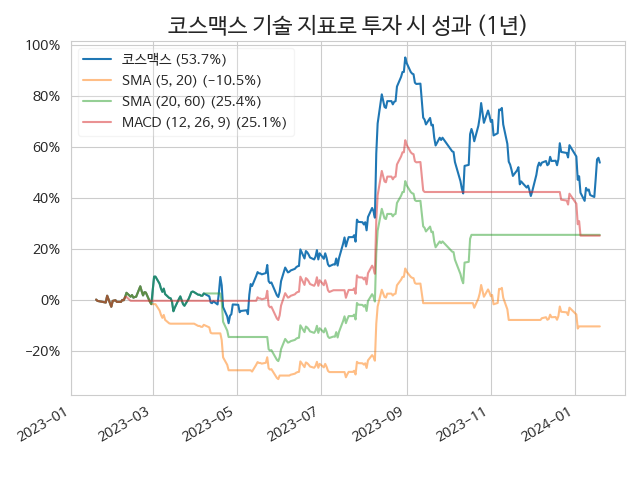 코스맥스 기술 지표로 투자 시 성과 (1년)
100%
80%
60%
40%
20%
0%
−20%
코스맥스 (53.7%)
SMA (5, 20) (−10.5%)
SMA (20, 60) (25.4%)
MACD (12, 26, 9) (25.1%)
2023−01
2023−03
2023−05
2023−07
2023−09
2023−11
2024−01